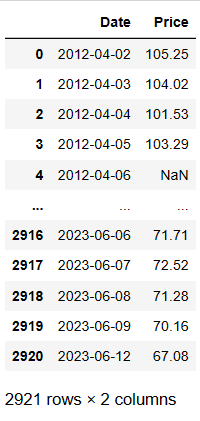 Date Price
0 2012-04-02 105.25
1 2012-04-03 104.02
2 2012-04-04 101.53
3 2012-04-05 103.29
4 2012-04-06 NaN
... ... ...
2916 2023-06-06 71.71
2917 2023-06-07 72.52
2918 2023-06-08 71.28
2919 2023-06-09 70.16
2920 2023-06-12 67.08
2921 rows × 2 columns